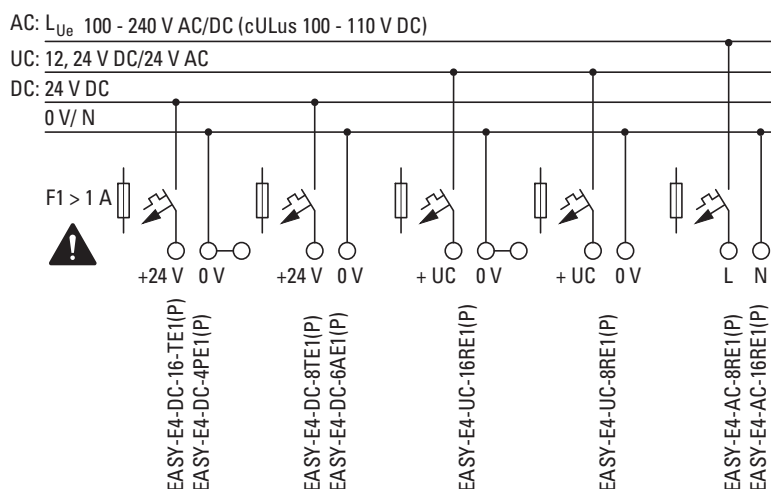 AC: L_Ue 100 - 240 V AC/DC (cULus 100 - 110 V DC)
UC: 12, 24 V DC/24 V AC
DC: 24 V DC
0 V/ N
F1 > 1 A
+24 V 0 V
+24 V 0 V
+ UC 0 V
+ UC 0 V
L N
EASY-E4-DC-16-TE1(P)
EASY-E4-DC-4PE1(P)
EASY-E4-DC-8TE1(P)
EASY-E4-DC-6AE1(P)
EASY-E4-UC-16RE1(P)
EASY-E4-UC-8RE1(P)
EASY-E4-AC-8RE1(P)
EASY-E4-AC-16RE1(P)